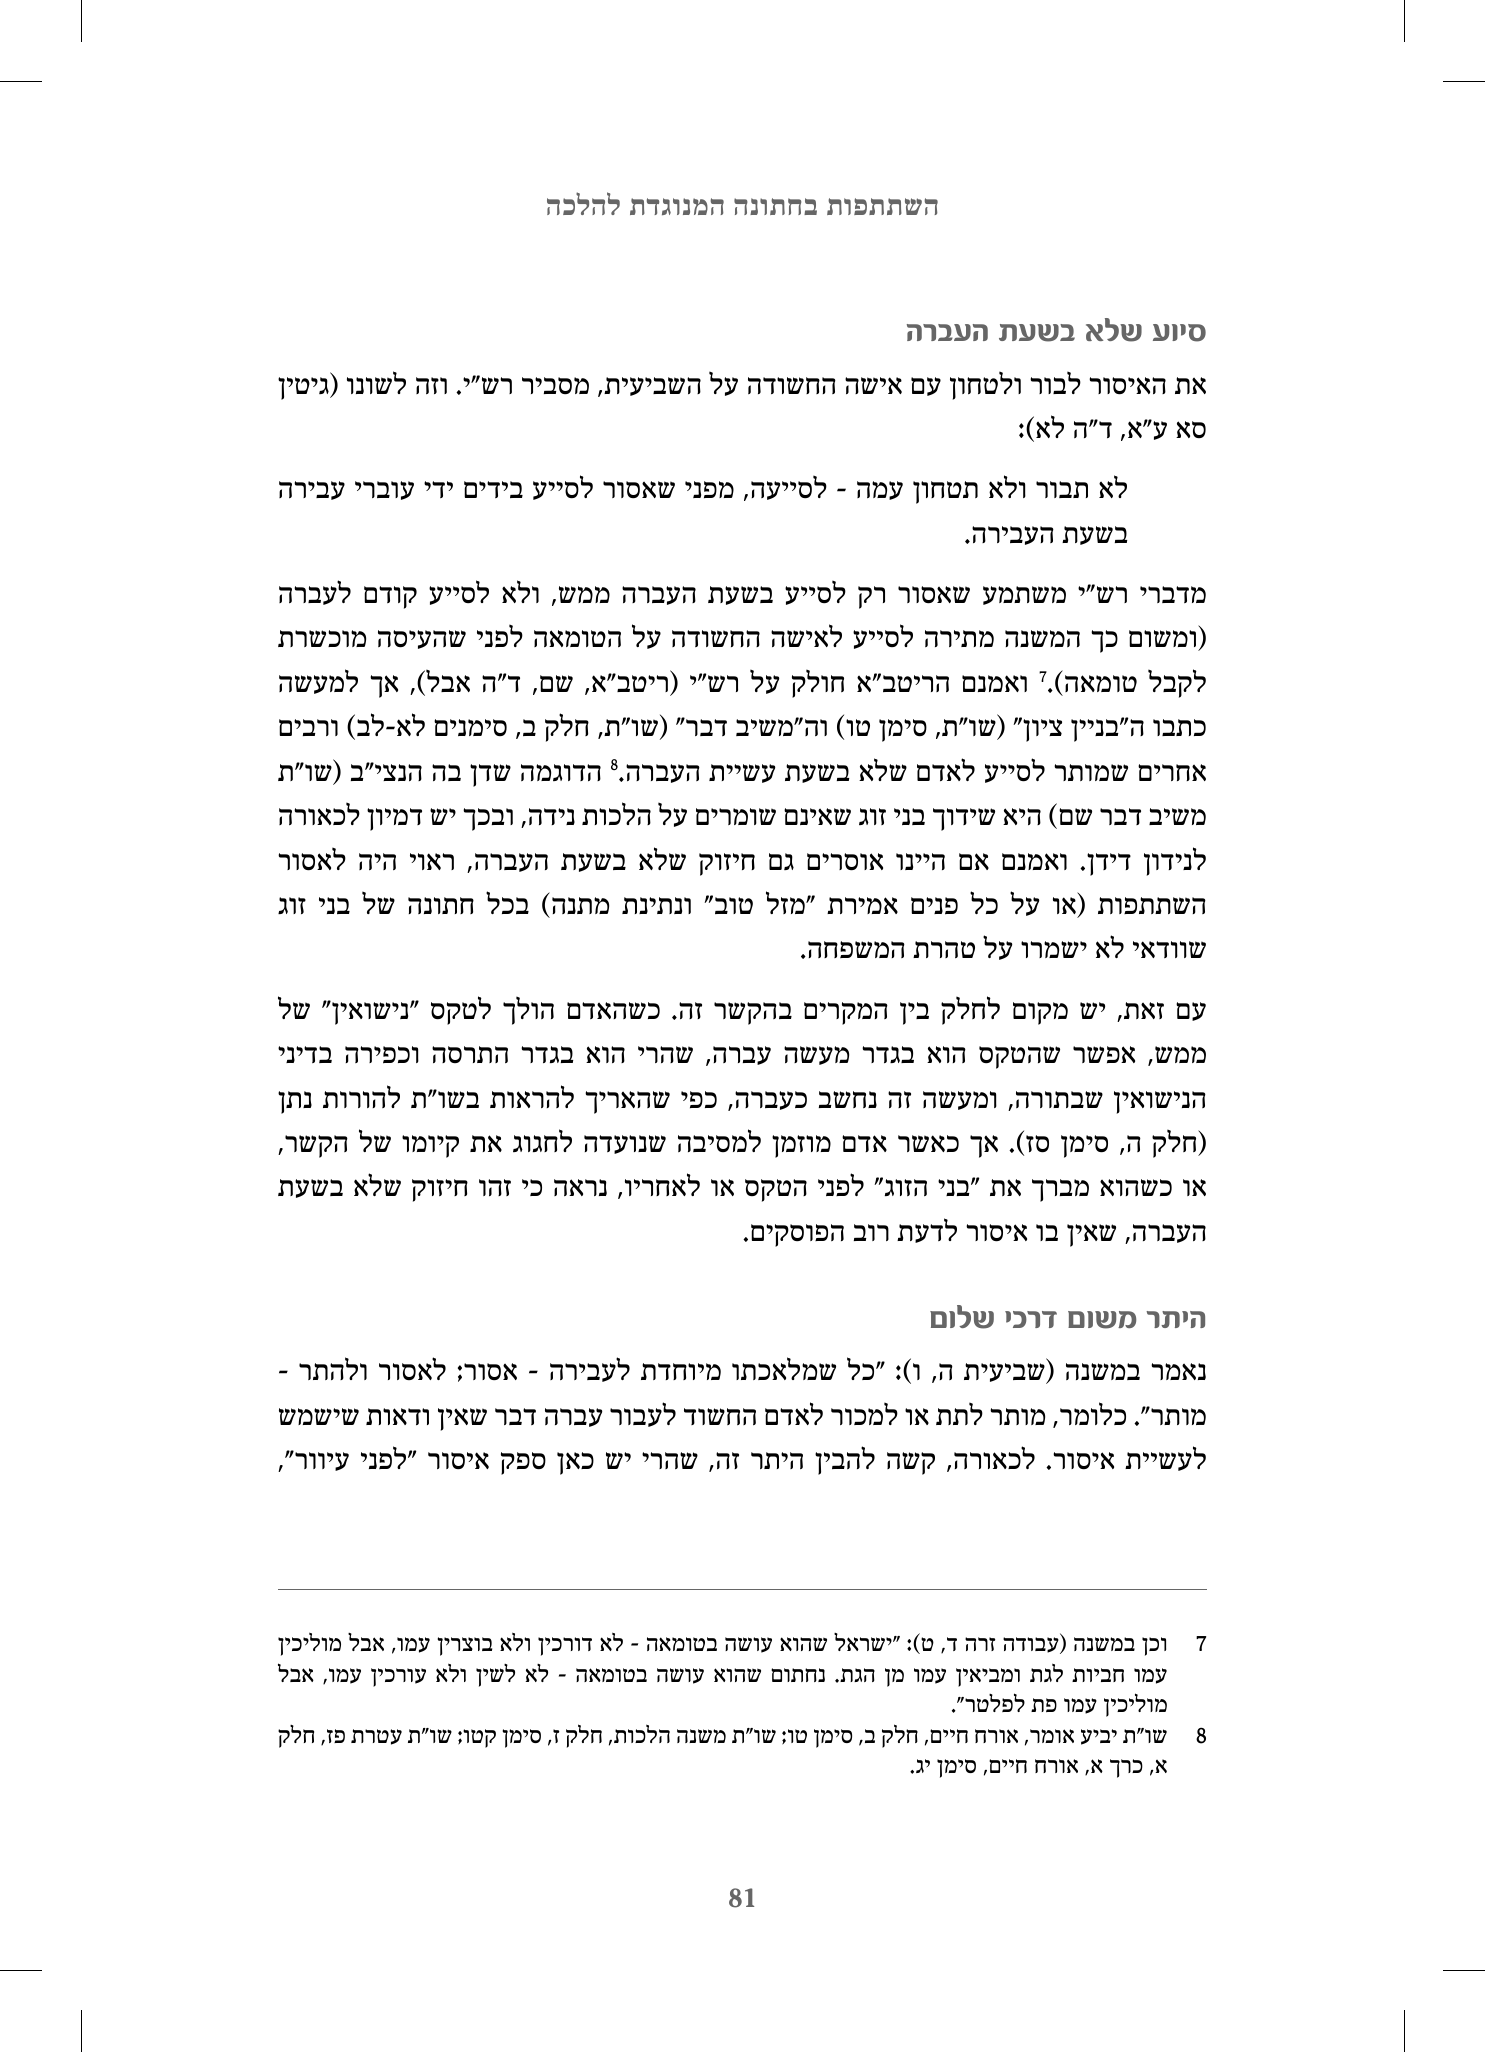 השתתפות בחתונה המנוגדת להלכה
סיוע שלא בשעת העברה
את האיסור לבור ולטחון עם אישה החשודה על השביעית, מסביר רש"י. וזה לשונו (גיטין
סא ע"א, ד"ה לא):
לא תבור ולא תטחון עמה - לסייעה, מפני שאסור לסייע בידים ידי עוברי עבירה
בשעת העבירה.
מדברי רש"י משתמע שאסור רק לסייע בשעת העברה ממש, ולא לסייע קודם לעברה
(ומשום כך המשנה מתירה לסייע לאישה החשודה על הטומאה לפני שהעיסה מוכשרת
לקבל טומאה).7 ואמנם הריטב"א חולק על רש"י (ריטב"א, שם, ד"ה אבל), אך למעשה
כתבו ה"בניין ציון" (שו"ת, סימן טו) וה"משיב דבר" (שו"ת, חלק ב, סימנים לא-לב) ורבים
אחרים שמותר לסייע לאדם שלא בשעת עשיית העברה.8 הדוגמה שדן בה הנצי"ב (שו"ת
משיב דבר שם) היא שידוך בני זוג שאינם שומרים על הלכות נידה, ובכך יש דמיון לכאורה
לנידון דידן. ואמנם אם היינו אוסרים גם חיזוק שלא בשעת העברה, ראוי היה לאסור
השתתפות (או על כל פנים אמירת "מזל טוב" ונתינת מתנה) בכל חתונה של בני זוג
שוודאי לא ישמרו על טהרת המשפחה.
עם זאת, יש מקום לחלק בין המקרים בהקשר זה. כשהאדם הולך לטקס "נישואין" של
ממש, אפשר שהטקס הוא בגדר מעשה עברה, שהרי הוא בגדר התרסה וכפירה בדיני
הנישואין שבתורה, ומעשה זה נחשב כעברה, כפי שהאריך להראות בשו"ת להורות נתן
(חלק ה, סימן סז). אך כאשר אדם מוזמן למסיבה שנועדה לחגוג את קיומו של הקשר,
או כשהוא מברך את "בני הזוג" לפני הטקס או לאחריו, נראה כי זהו חיזוק שלא בשעת
העברה, שאין בו איסור לדעת רוב הפוסקים.
היתר משום דרכי שלום
נאמר במשנה (שביעית ה, ו): "כל שמלאכתו מיוחדת לעבירה - אסור; לאסור ולהתר -
מותר". כלומר, מותר לתת או למכור לאדם החשוד לעבור עברה דבר שאין ודאות שישמש
לעשיית איסור. לכאורה, קשה להבין היתר זה, שהרי יש כאן ספק איסור "לפני עיוור",
7 וכן במשנה (עבודה זרה ד, ט): "ישראל שהוא עושה בטומאה - לא דורכין ולא בוצרין עמו, אבל מוליכין
עמו חביות לגת ומביאין עמו מן הגת. נחתום שהוא עושה בטומאה - לא לשין ולא עורכין עמו, אבל
מוליכין עמו פת לפלטר".
8 שו"ת יביע אומר, אורח חיים, חלק ב, סימן טו; שו"ת משנה הלכות, חלק ז, סימן קטו; שו"ת עטרת פז, חלק
א, כרך א, אורח חיים, סימן יג.
81